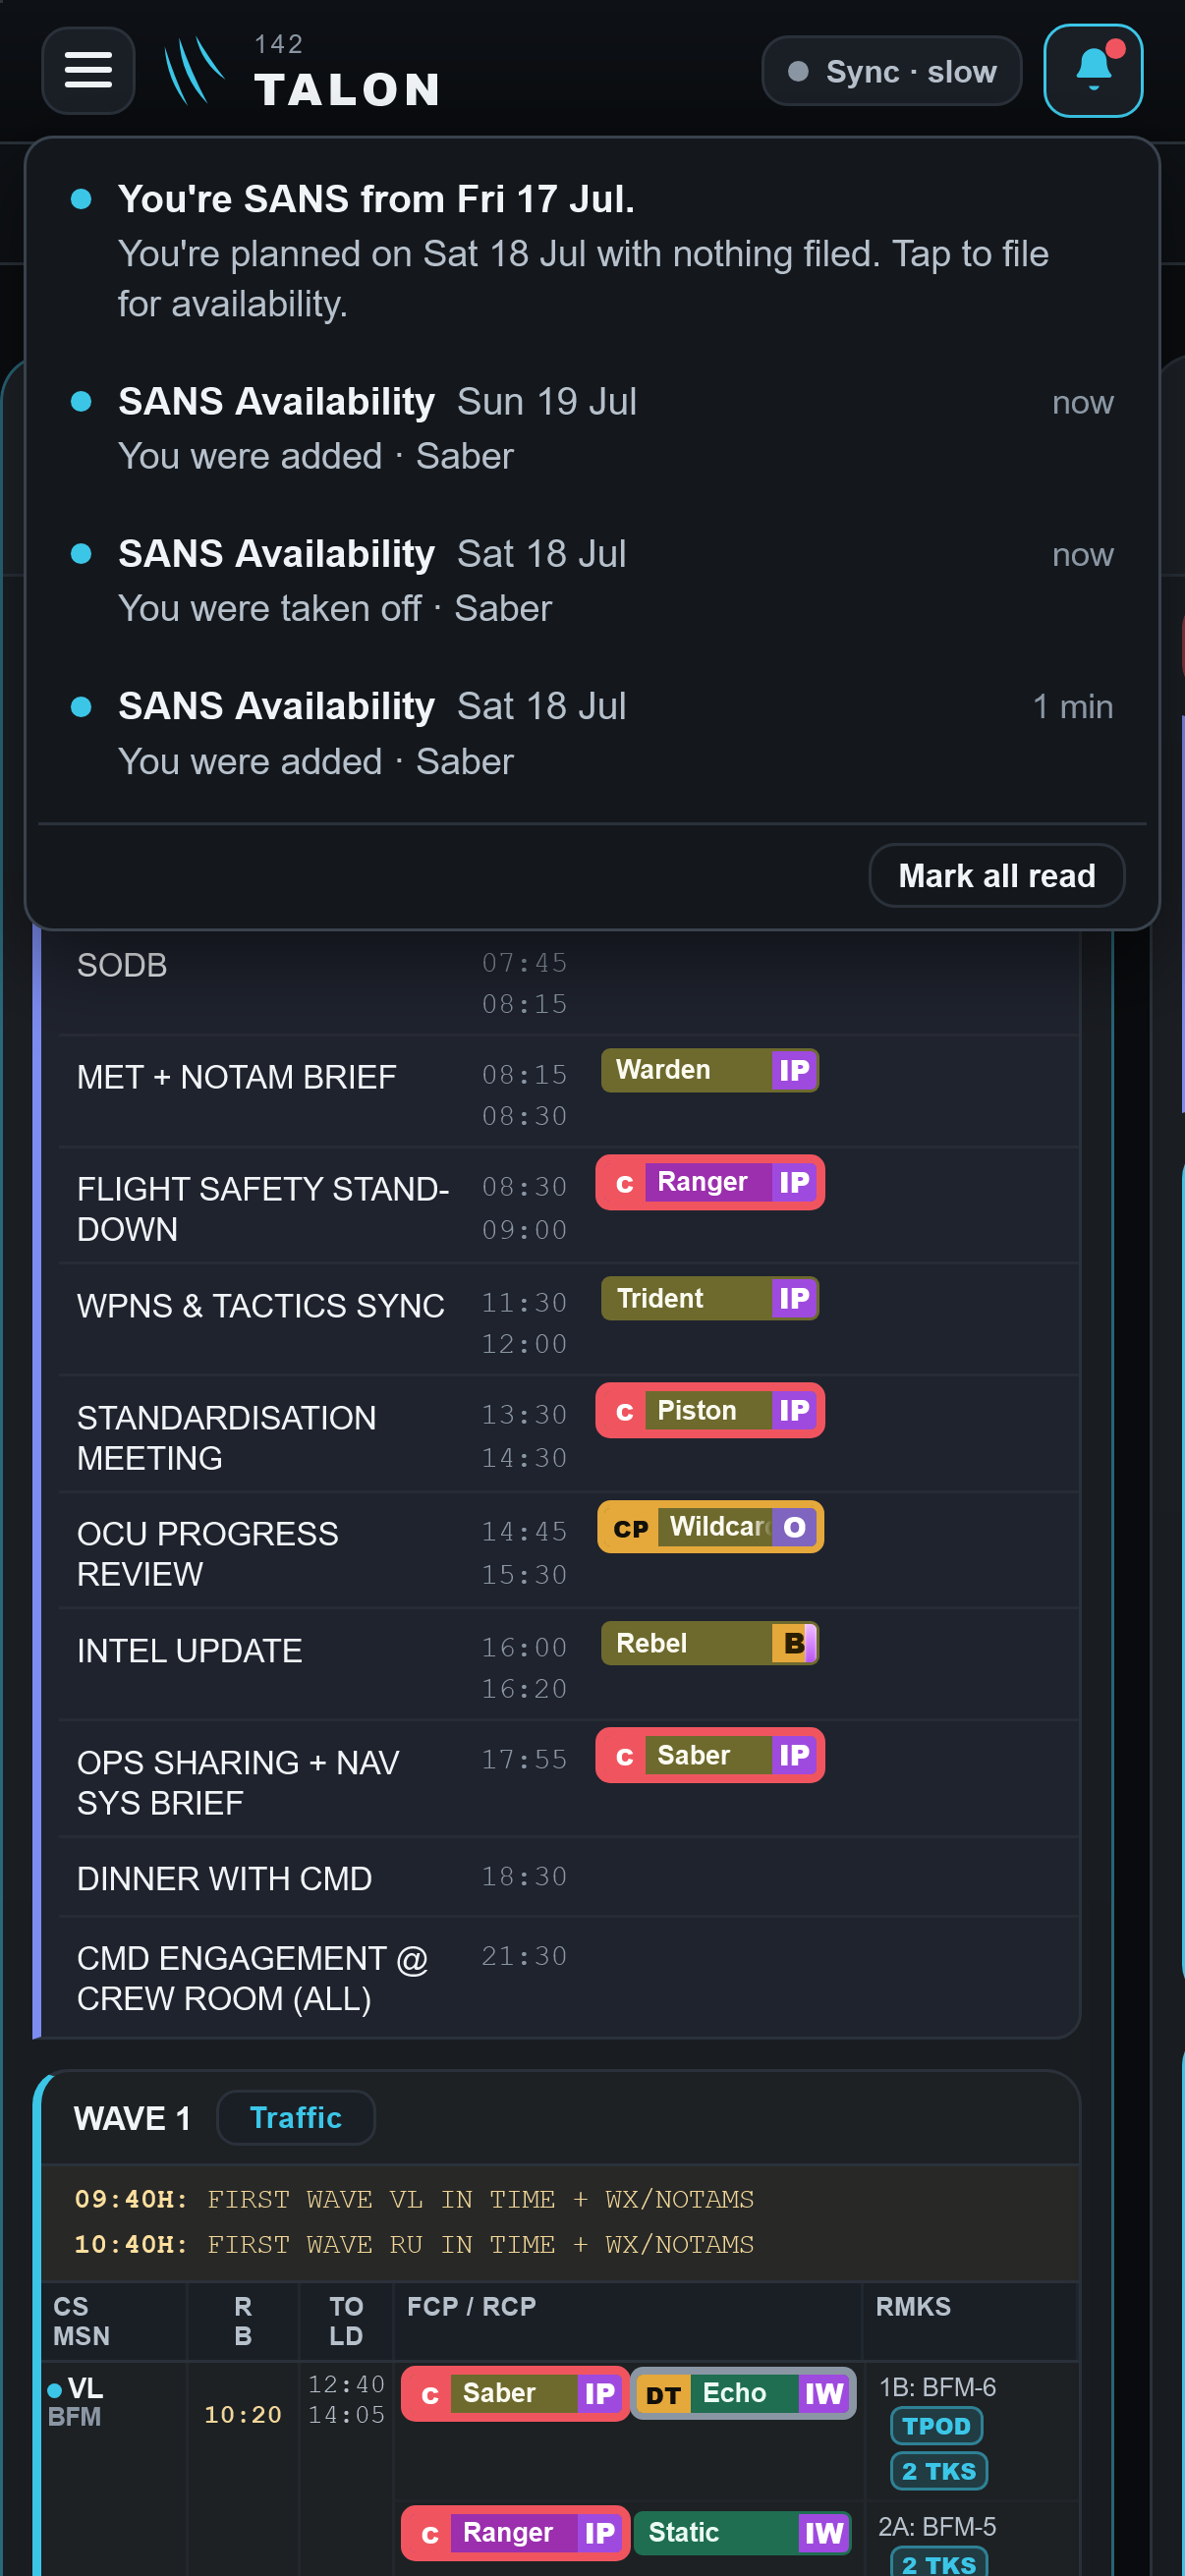 142
TALON
Sync · slow
You're SANS from Fri 17 Jul.
You're planned on Sat 18 Jul with nothing filed. Tap to file
for availability.
SANS Availability Sun 19 Jul now
You were added · Saber
SANS Availability Sat 18 Jul now
You were taken off · Saber
SANS Availability Sat 18 Jul 1 min
You were added · Saber
Mark all read
SODB 07:45
08:15
MET + NOTAM BRIEF 08:15 Warden IP
08:30
FLIGHT SAFETY STAND- 08:30 C Ranger IP
DOWN 09:00
WPNS & TACTICS SYNC 11:30 Trident IP
12:00
STANDARDISATION 13:30 C Piston IP
MEETING 14:30
OCU PROGRESS 14:45 CP Wildcard O
REVIEW 15:30
INTEL UPDATE 16:00 Rebel B
16:20
OPS SHARING + NAV 17:55 C Saber IP
SYS BRIEF
DINNER WITH CMD 18:30
CMD ENGAGEMENT @ 21:30
CREW ROOM (ALL)
WAVE 1 Traffic
09:40H: FIRST WAVE VL IN TIME + WX/NOTAMS
10:40H: FIRST WAVE RU IN TIME + WX/NOTAMS
CS R TO FCP / RCP RMKS
MSN B LD
VL 12:40 C Saber IP DT Echo IW 1B: BFM-6
BFM 10:20 14:05 TPOD
2 TKS
C Ranger IP Static IW 2A: BFM-5
2 TKS